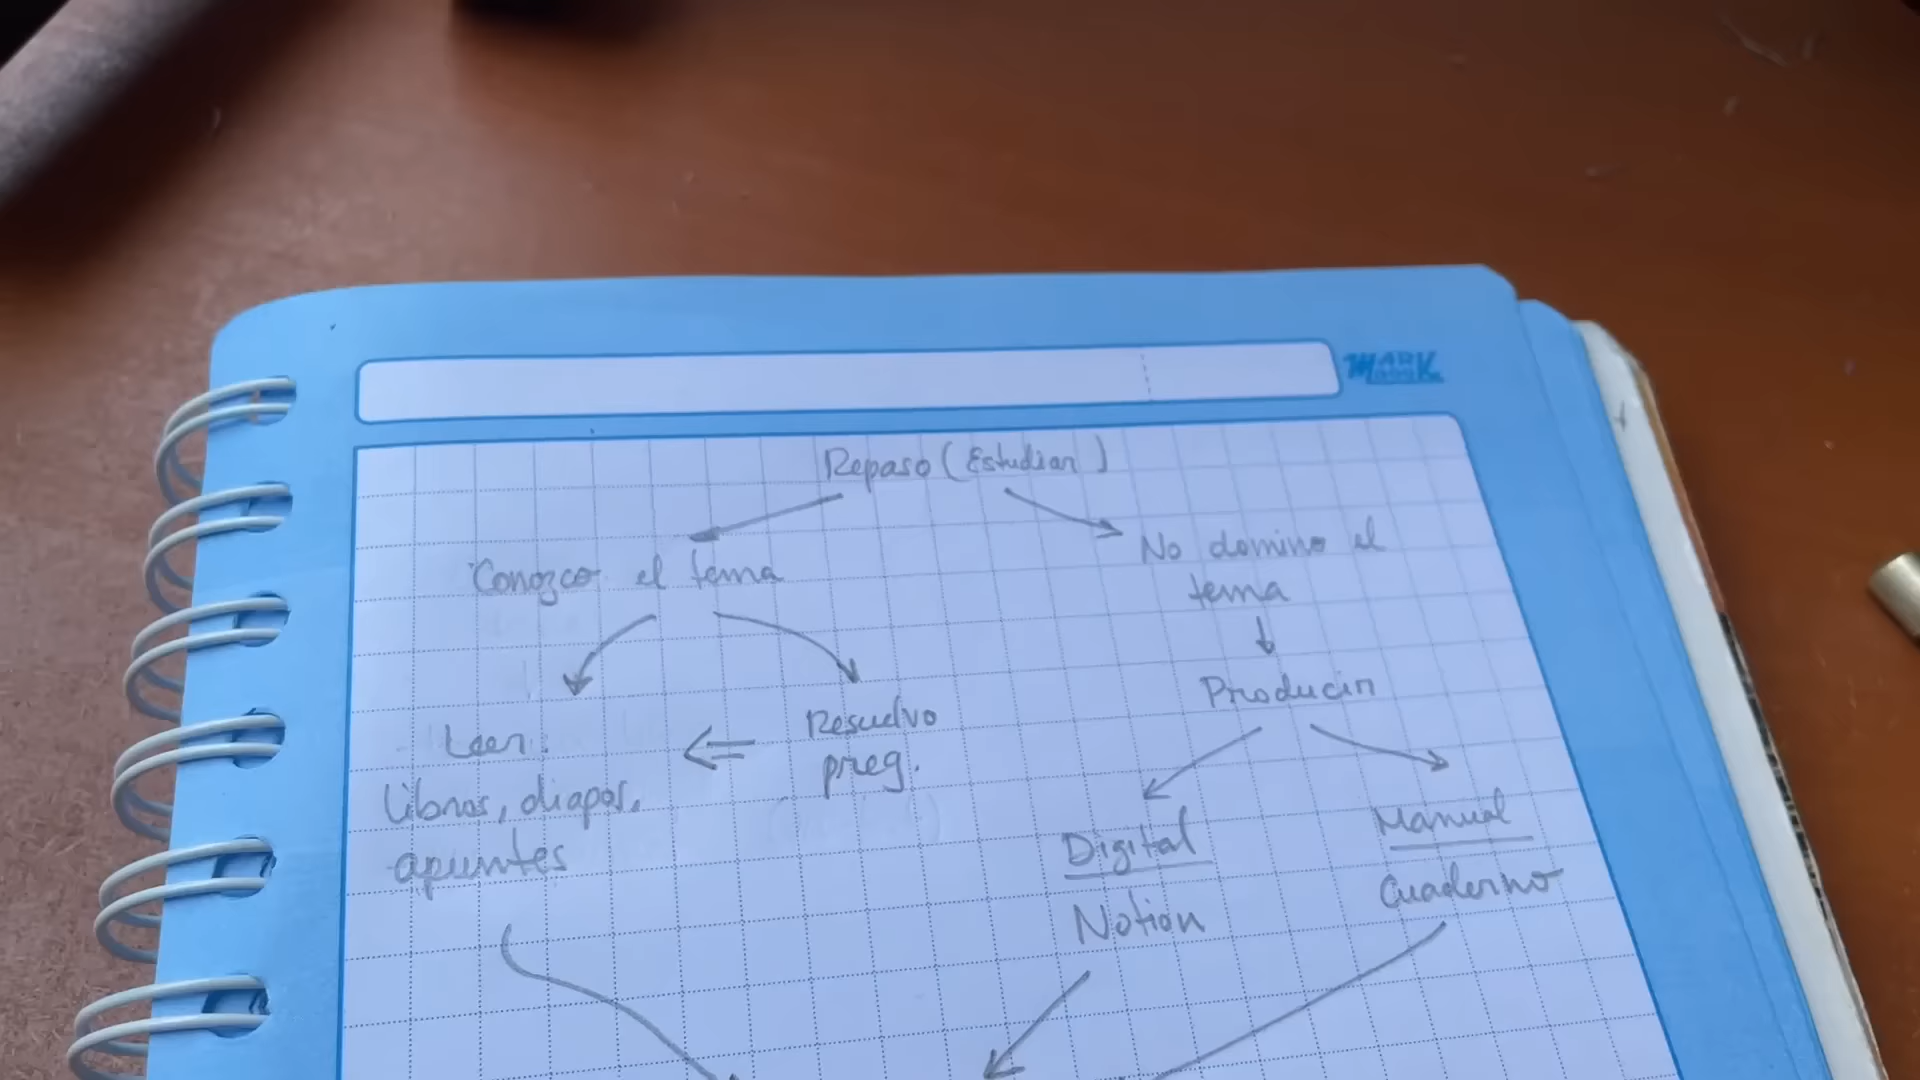 MARK
Repaso (Estudiar)
Conozco el tema
No domino el
tema
Producir
Leer:
libros, diapos,
apuntes
Resuelvo
preg.
Digital
Notion
Manual
Cuaderno